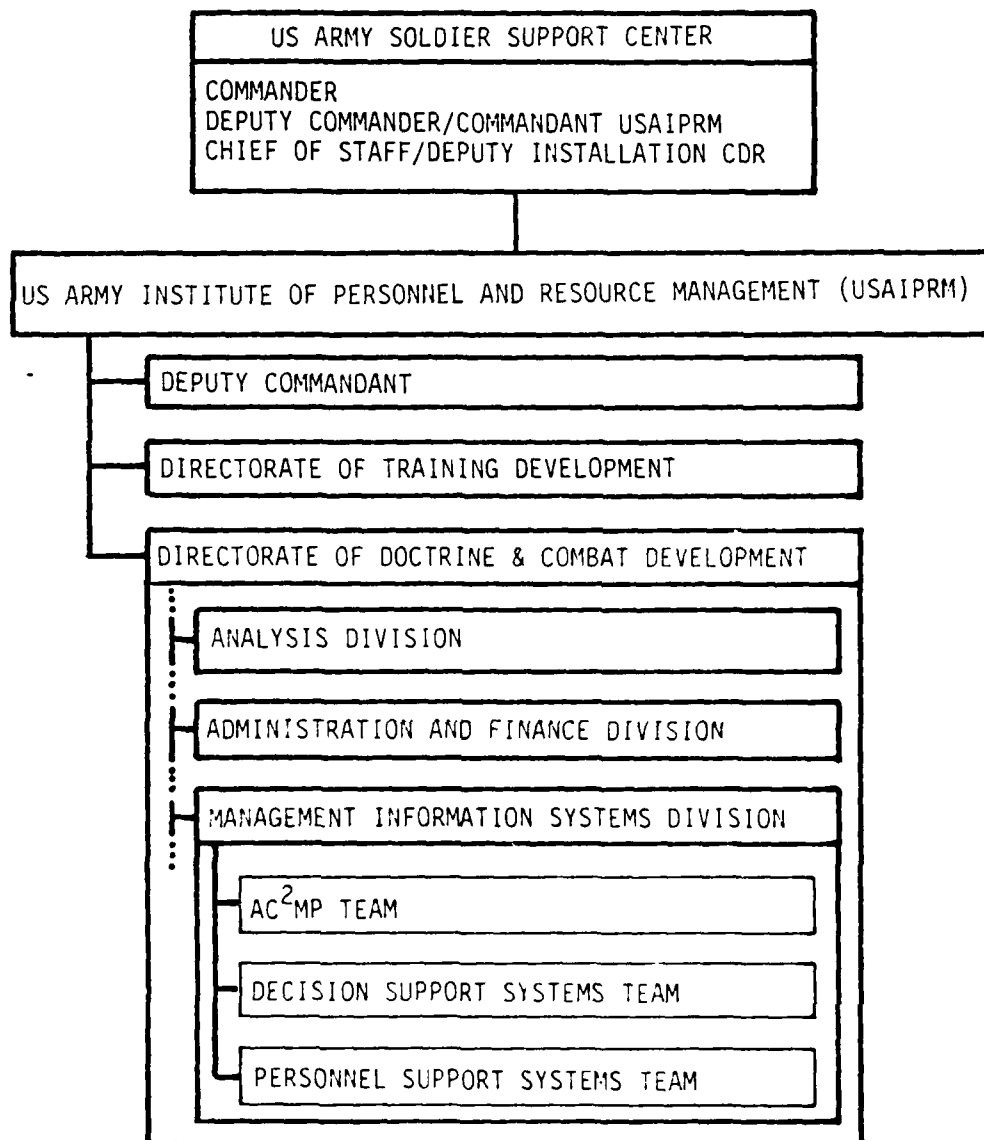 US ARMY SOLDIER SUPPORT CENTER
COMMANDER
DEPUTY COMMANDER/COMMANDANT USAIPRM
CHIEF OF STAFF/DEPUTY INSTALLATION CDR
US ARMY INSTITUTE OF PERSONNEL AND RESOURCE MANAGEMENT (USAIPRM)
DEPUTY COMMANDANT
DIRECTORATE OF TRAINING DEVELOPMENT
DIRECTORATE OF DOCTRINE & COMBAT DEVELOPMENT
ANALYSIS DIVISION
ADMINISTRATION AND FINANCE DIVISION
MANAGEMENT INFORMATION SYSTEMS DIVISION
AC²MP TEAM
DECISION SUPPORT SYSTEMS TEAM
PERSONNEL SUPPORT SYSTEMS TEAM